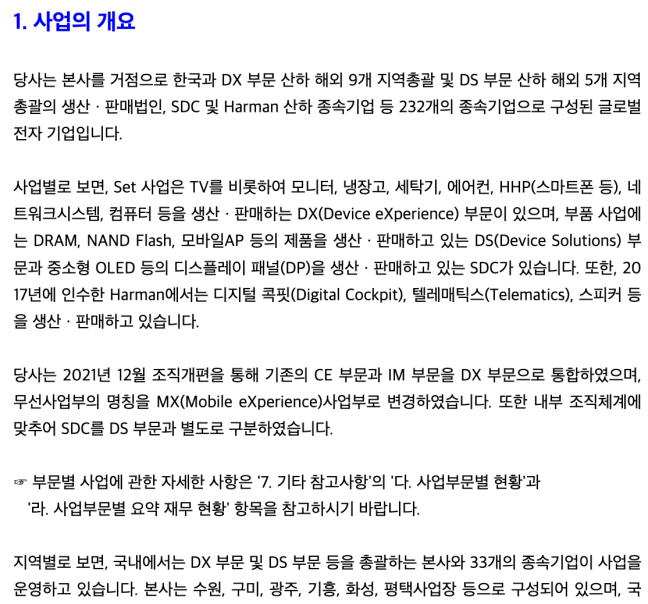 1. 사업의 개요
당사는 본사를 거점으로 한국과 DX 부문 산하 해외 9개 지역총괄 및 DS 부문 산하 해외 5개 지역
총괄의 생산ㆍ판매법인, SDC 및 Harman 산하 종속기업 등 232개의 종속기업으로 구성된 글로벌
전자 기업입니다.
사업별로 보면, Set 사업은 TV를 비롯하여 모니터, 냉장고, 세탁기, 에어컨, HHP(스마트폰 등), 네
트워크시스템, 컴퓨터 등을 생산ㆍ판매하는 DX(Device eXperience) 부문이 있으며, 부품 사업에
는 DRAM, NAND Flash, 모바일AP 등의 제품을 생산ㆍ판매하고 있는 DS(Device Solutions) 부
문과 중소형 OLED 등의 디스플레이 패널(DP)을 생산ㆍ판매하고 있는 SDC가 있습니다. 또한, 20
17년에 인수한 Harman에서는 디지털 콕핏(Digital Cockpit), 텔레매틱스(Telematics), 스피커 등
을 생산ㆍ판매하고 있습니다.
당사는 2021년 12월 조직개편을 통해 기존의 CE 부문과 IM 부문을 DX 부문으로 통합하였으며,
무선사업부의 명칭을 MX(Mobile eXperience)사업부로 변경하였습니다. 또한 내부 조직체계에
맞추어 SDC를 DS 부문과 별도로 구분하였습니다.
☞ 부문별 사업에 관한 자세한 사항은 '7. 기타 참고사항'의 '다. 사업부문별 현황'과
'라. 사업부문별 요약 재무 현황' 항목을 참고하시기 바랍니다.
지역별로 보면, 국내에서는 DX 부문 및 DS 부문 등을 총괄하는 본사와 33개의 종속기업이 사업을
운영하고 있습니다. 본사는 수원, 구미, 광주, 기흥, 화성, 평택사업장 등으로 구성되어 있으며, 국